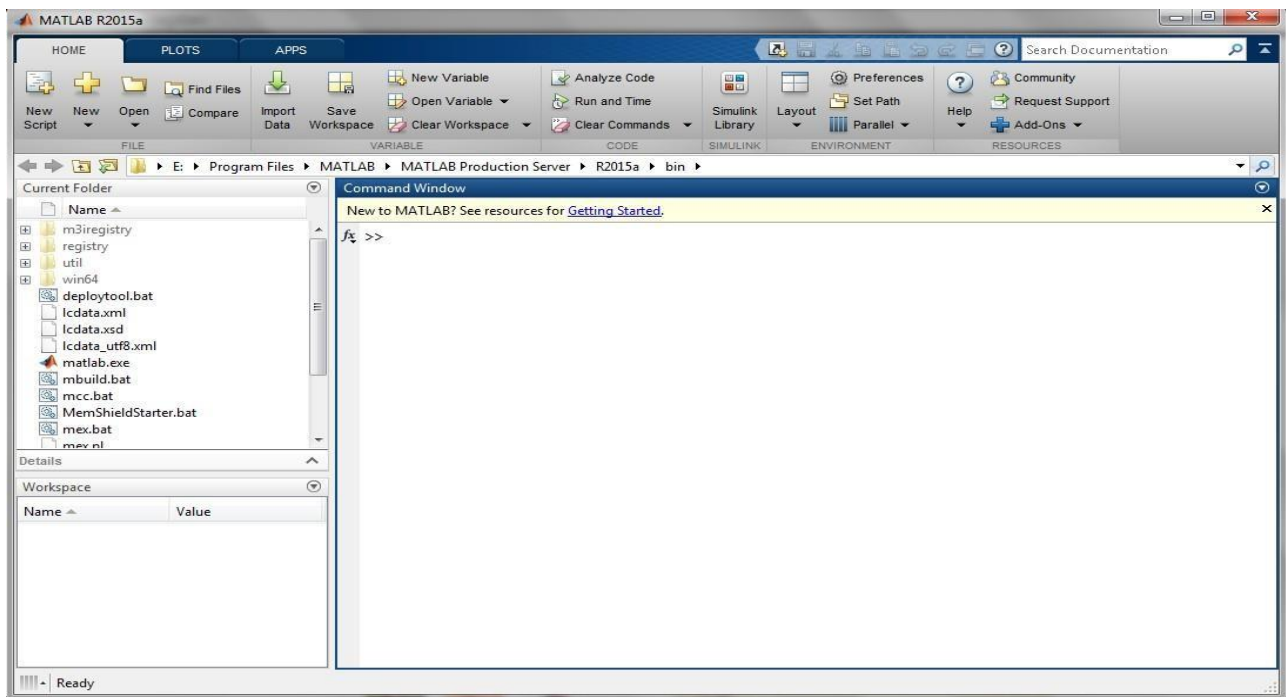 MATLAB R2015a
HOME PLOTS APPS
Search Documentation
New Script
New
Open
Find Files
Compare
Import Data
Save Workspace
New Variable
Open Variable
Clear Workspace
Analyze Code
Run and Time
Clear Commands
Simulink Library
Layout
Preferences
Set Path
Parallel
Help
Community
Request Support
Add-Ons
FILE VARIABLE CODE SIMULINK ENVIRONMENT RESOURCES
E: Program Files MATLAB MATLAB Production Server R2015a bin
Current Folder
Name
m3iregistry
registry
util
win64
deploytool.bat
lcdata.xml
lcdata.xsd
lcdata_utf8.xml
matlab.exe
mbuild.bat
mcc.bat
MemShieldStarter.bat
mex.bat
mex.pl
Details
Workspace
Name Value
Command Window
New to MATLAB? See resources for Getting Started.
fx >>
Ready